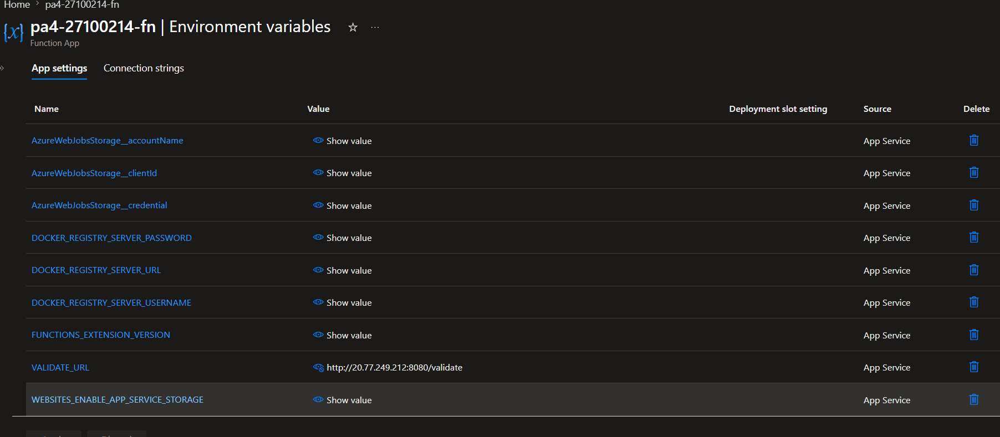 Home > pa4-27100214-fn
pa4-27100214-fn | Environment variables
Function App
App settings Connection strings
Name Value Deployment slot setting Source Delete
AzureWebJobsStorage__accountName Show value App Service
AzureWebJobsStorage__clientId Show value App Service
AzureWebJobsStorage__credential Show value App Service
DOCKER_REGISTRY_SERVER_PASSWORD Show value App Service
DOCKER_REGISTRY_SERVER_URL Show value App Service
DOCKER_REGISTRY_SERVER_USERNAME Show value App Service
FUNCTIONS_EXTENSION_VERSION Show value App Service
VALIDATE_URL http://20.77.249.212:8080/validate App Service
WEBSITES_ENABLE_APP_SERVICE_STORAGE Show value App Service